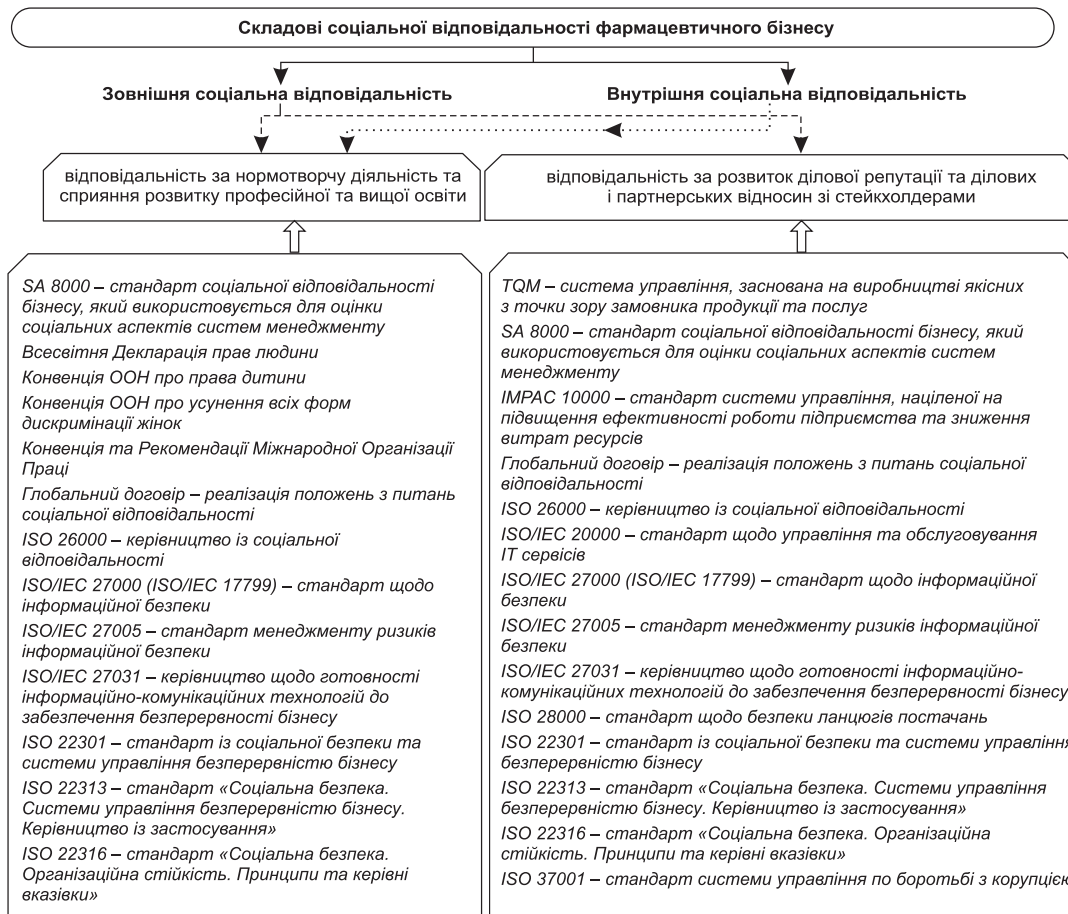 Складові соціальної відповідальності фармацевтичного бізнесу
Зовнішня соціальна відповідальність
Внутрішня соціальна відповідальність
відповідальність за нормотворчу діяльність та
сприяння розвитку професійної та вищої освіти
відповідальність за розвиток ділової репутації та ділових
і партнерських відносин зі стейкхолдерами
SA 8000 – стандарт соціальної відповідальності
бізнесу, який використовується для оцінки
соціальних аспектів систем менеджменту
Всесвітня Декларація прав людини
Конвенція ООН про права дитини
Конвенція ООН про усунення всіх форм
дискримінації жінок
Конвенція та Рекомендації Міжнародної Організації
Праці
Глобальний договір – реалізація положень з питань
соціальної відповідальності
ISO 26000 – керівництво із соціальної
відповідальності
ISO/IEC 27000 (ISO/IEC 17799) – стандарт щодо
інформаційної безпеки
ISO/IEC 27005 – стандарт менеджменту ризиків
інформаційної безпеки
ISO/IEC 27031 – керівництво щодо готовності
інформаційно-комунікаційних технологій до
забезпечення безперервності бізнесу
ISO 22301 – стандарт із соціальної безпеки та
системи управління безперервністю бізнесу
ISO 22313 – стандарт «Соціальна безпека.
Системи управління безперервністю бізнесу.
Керівництво із застосування»
ISO 22316 – стандарт «Соціальна безпека.
Організаційна стійкість. Принципи та керівні
вказівки»
TQM – система управління, заснована на виробництві якісних
з точки зору замовника продукції та послуг
SA 8000 – стандарт соціальної відповідальності бізнесу, який
використовується для оцінки соціальних аспектів систем
менеджменту
IMPAC 10000 – стандарт системи управління, націленої на
підвищення ефективності роботи підприємства та зниження
витрат ресурсів
Глобальний договір – реалізація положень з питань соціальної
відповідальності
ISO 26000 – керівництво із соціальної відповідальності
ISO/IEC 20000 – стандарт щодо управління та обслуговування
ІТ сервісів
ISO/IEC 27000 (ISO/IEC 17799) – стандарт щодо інформаційної
безпеки
ISO/IEC 27005 – стандарт менеджменту ризиків інформаційної
безпеки
ISO/IEC 27031 – керівництво щодо готовності інформаційно-
комунікаційних технологій до забезпечення безперервності бізнесу
ISO 28000 – стандарт щодо безпеки ланцюгів постачань
ISO 22301 – стандарт із соціальної безпеки та системи управління
безперервністю бізнесу
ISO 22313 – стандарт «Соціальна безпека. Системи управління
безперервністю бізнесу. Керівництво із застосування»
ISO 22316 – стандарт «Соціальна безпека. Організаційна
стійкість. Принципи та керівні вказівки»
ISO 37001 – стандарт системи управління по боротьбі з корупцією